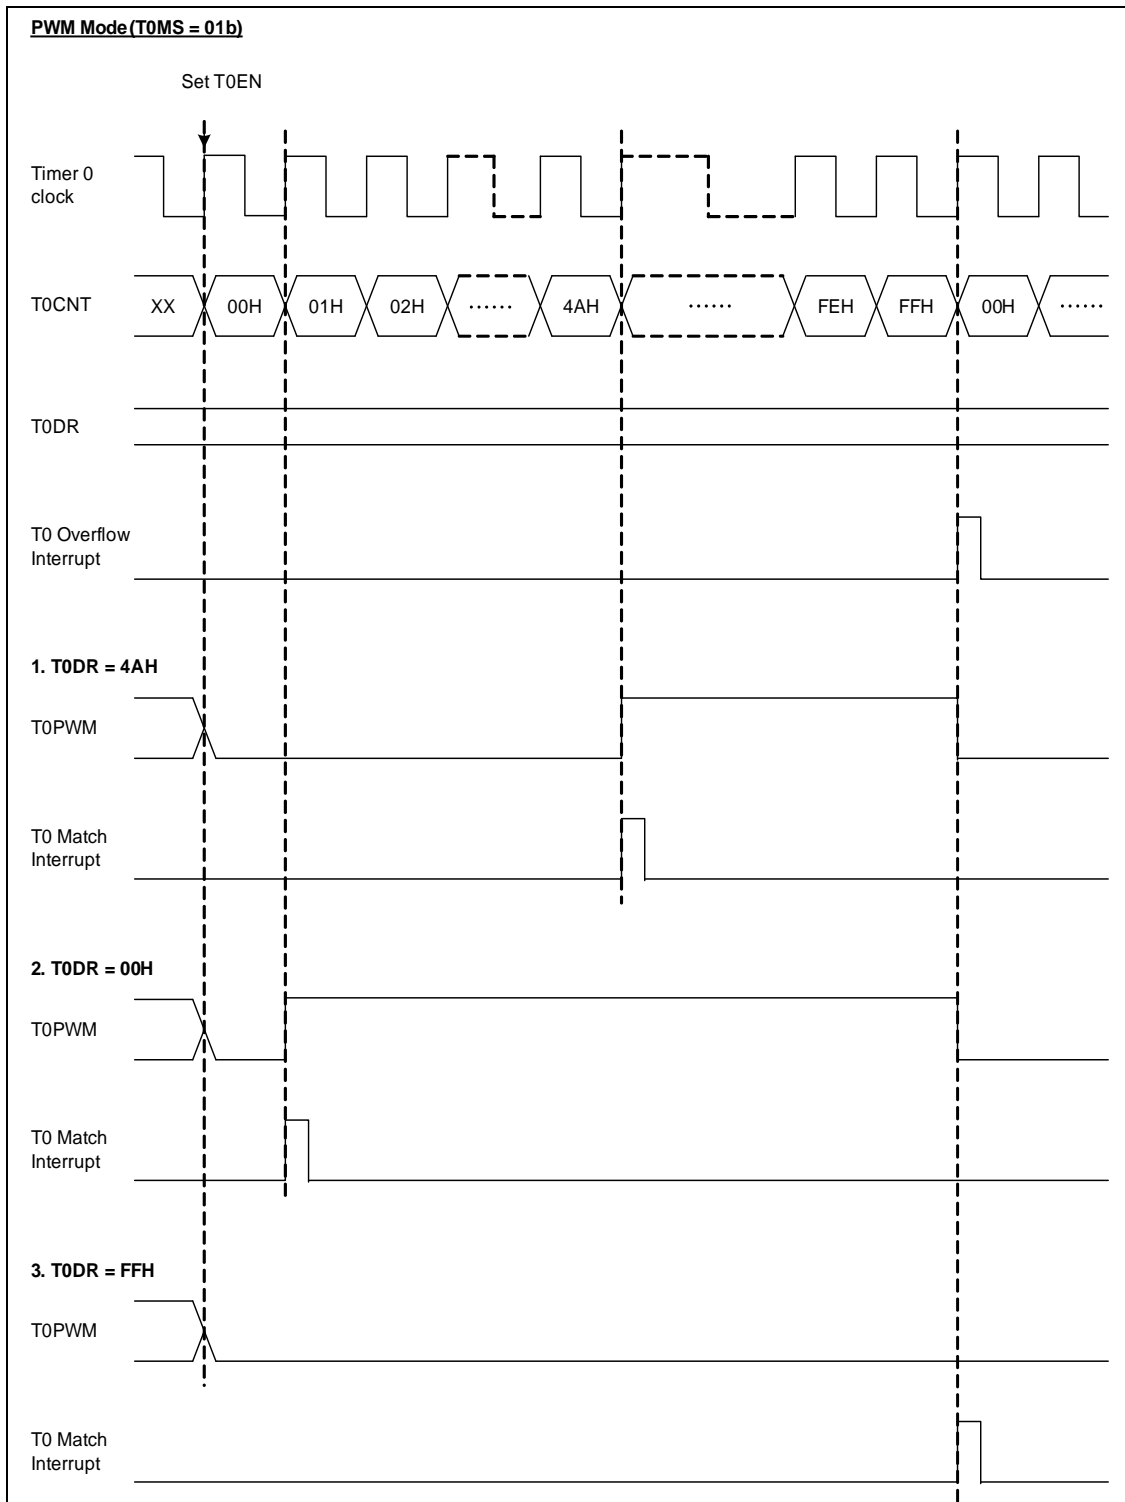 PWM Mode(T0MS = 01b)
Set T0EN
Timer 0
clock
T0CNT XX 00H 01H 02H ······ 4AH ······ FEH FFH 00H ······
T0DR
T0 Overflow
Interrupt
1. T0DR = 4AH
T0PWM
T0 Match
Interrupt
2. T0DR = 00H
T0PWM
T0 Match
Interrupt
3. T0DR = FFH
T0PWM
T0 Match
Interrupt